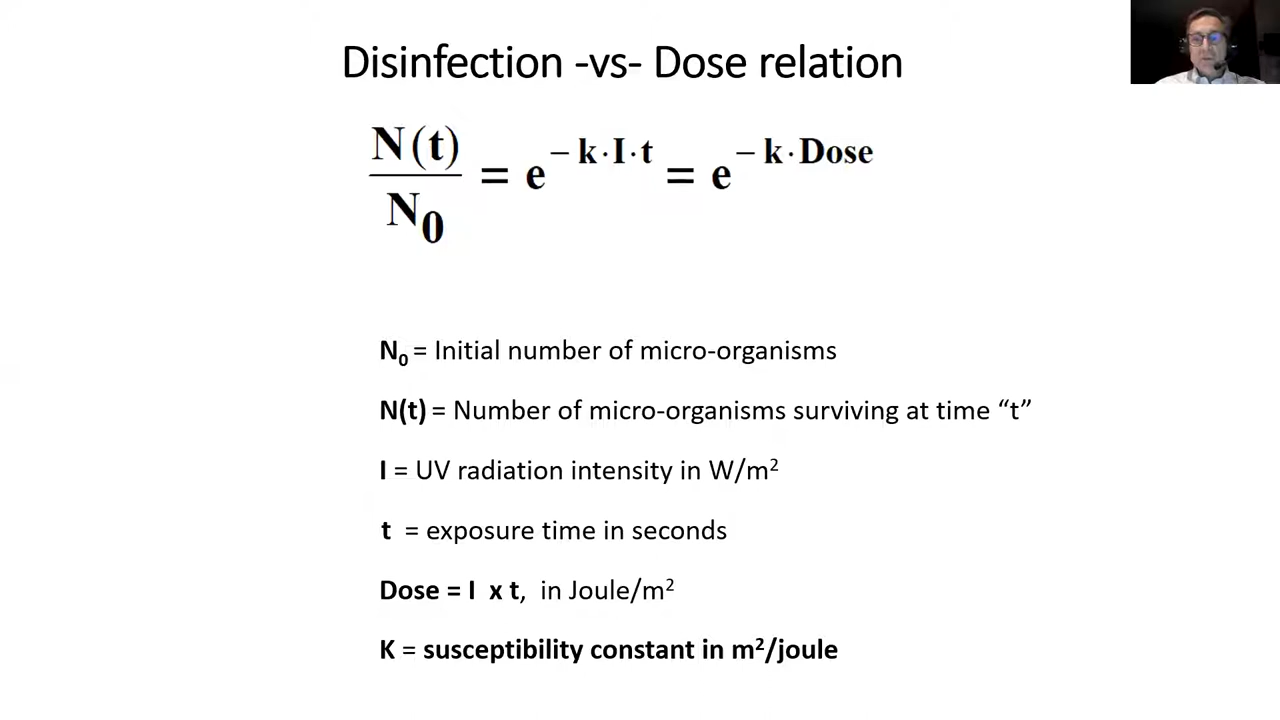 Disinfection -vs- Dose relation
N(t)/N₀ = e^(– k·I·t) = e^(– k·Dose)
N₀ = Initial number of micro-organisms
N(t) = Number of micro-organisms surviving at time “t”
I = UV radiation intensity in W/m²
t = exposure time in seconds
Dose = I x t, in Joule/m²
K = susceptibility constant in m²/joule